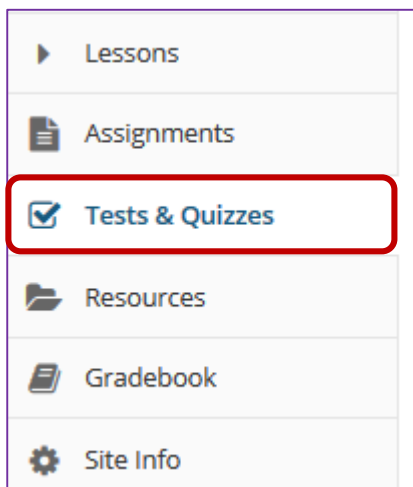 Lessons
Assignments
Tests & Quizzes
Resources
Gradebook
Site Info